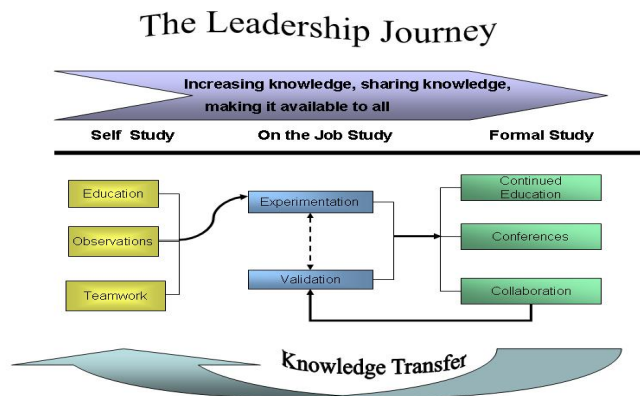 The Leadership Journey
Increasing knowledge, sharing knowledge,
making it available to all
Self Study
On the Job Study
Formal Study
Education
Observations
Teamwork
Experimentation
Validation
Continued
Education
Conferences
Collaboration
Knowledge Transfer